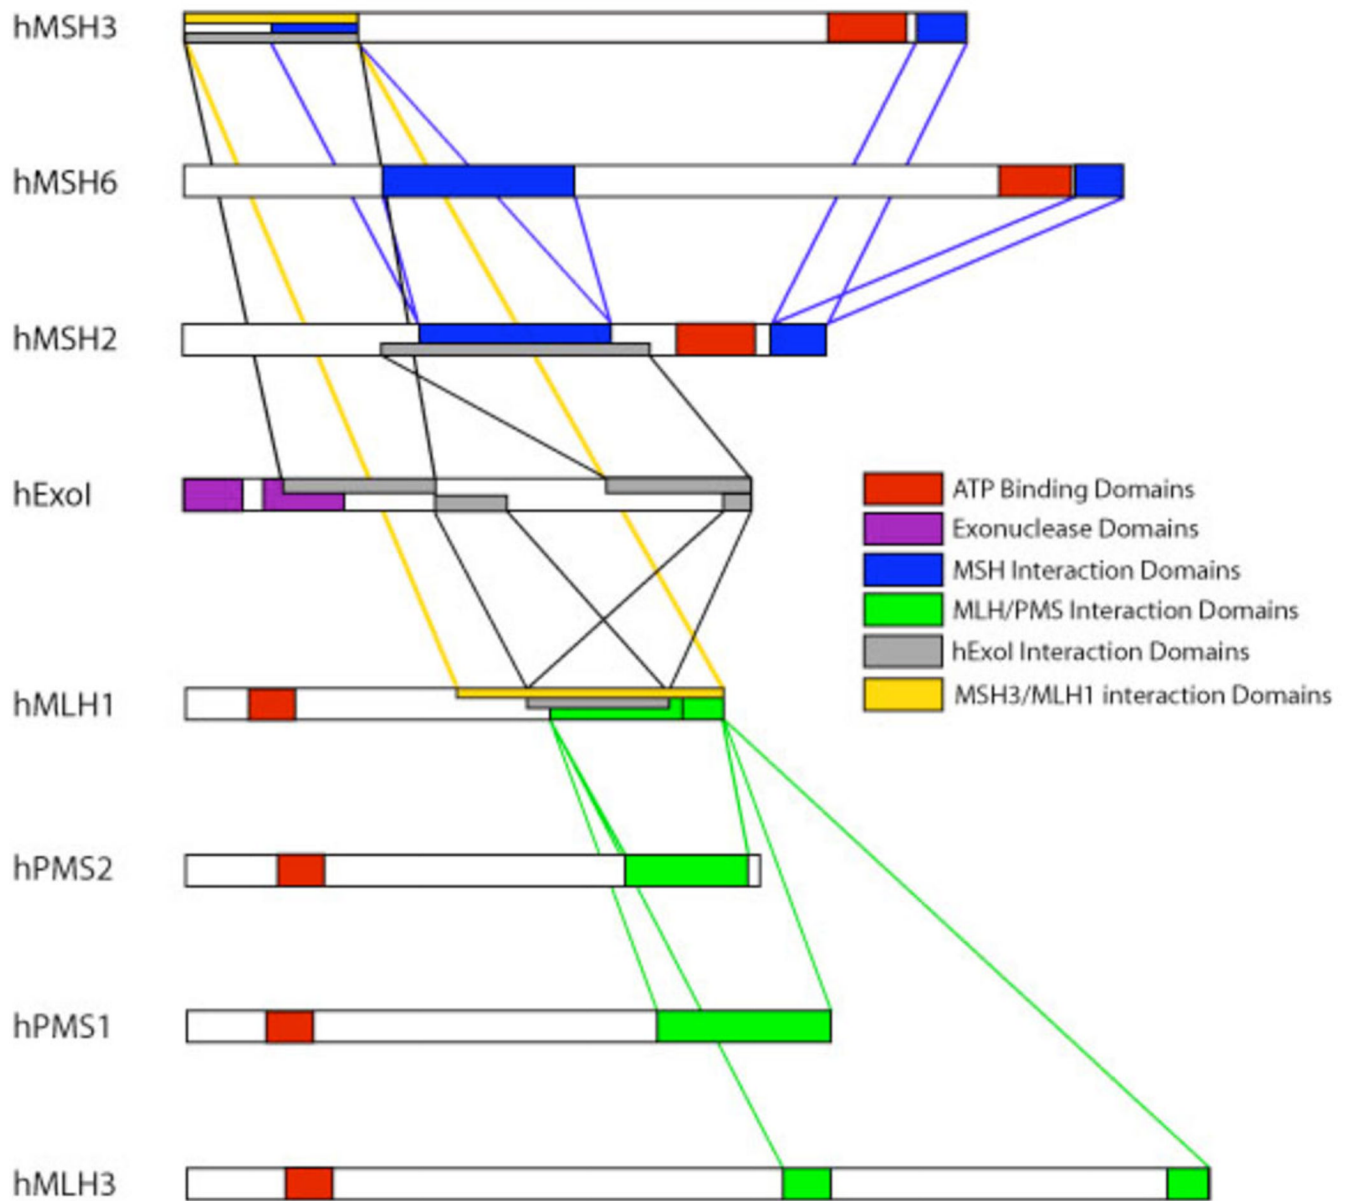 hMSH3
hMSH6
hMSH2
hExoI
ATP Binding Domains
Exonuclease Domains
MSH Interaction Domains
MLH/PMS Interaction Domains
hExoI Interaction Domains
MSH3/MLH1 interaction Domains
hMLH1
hPMS2
hPMS1
hMLH3